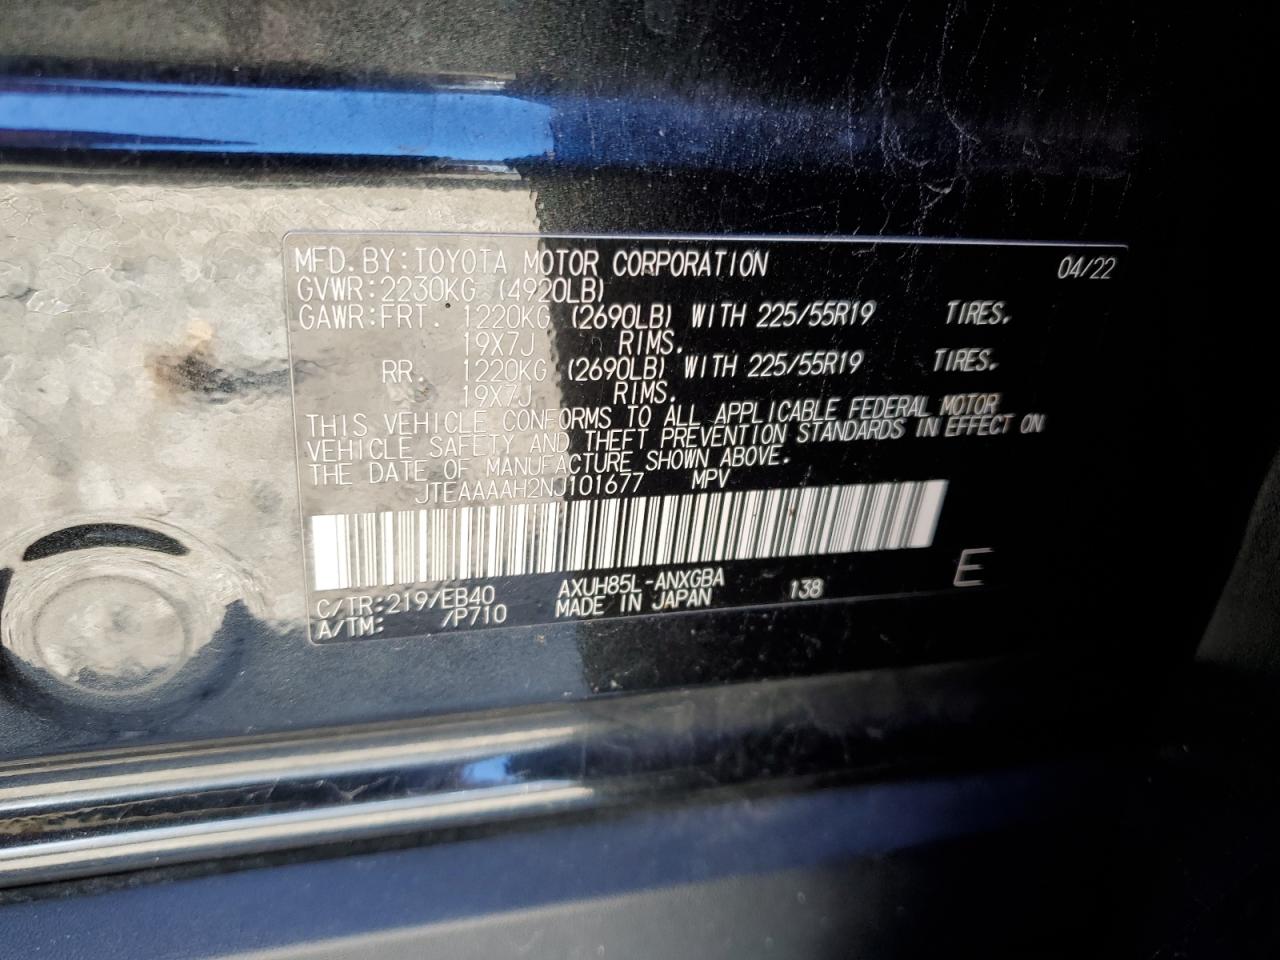 MFD.BY:TOYOTA MOTOR CORPORATION 04/22
GVWR:2230KG (4920LB)
GAWR:FRT. 1220KG (2690LB) WITH 225/55R19 TIRES,
19X7J RIMS.
RR. 1220KG (2690LB) WITH 225/55R19 TIRES,
19X7J RIMS.
THIS VEHICLE CONFORMS TO ALL APPLICABLE FEDERAL MOTOR
VEHICLE SAFETY AND THEFT PREVENTION STANDARDS IN EFFECT ON
THE DATE OF MANUFACTURE SHOWN ABOVE.
JTEAAAAH2NJ101677 MPV
C/TR:219/EB40 AXUH85L-ANXGBA 138 E
A/TM: /P710 MADE IN JAPAN